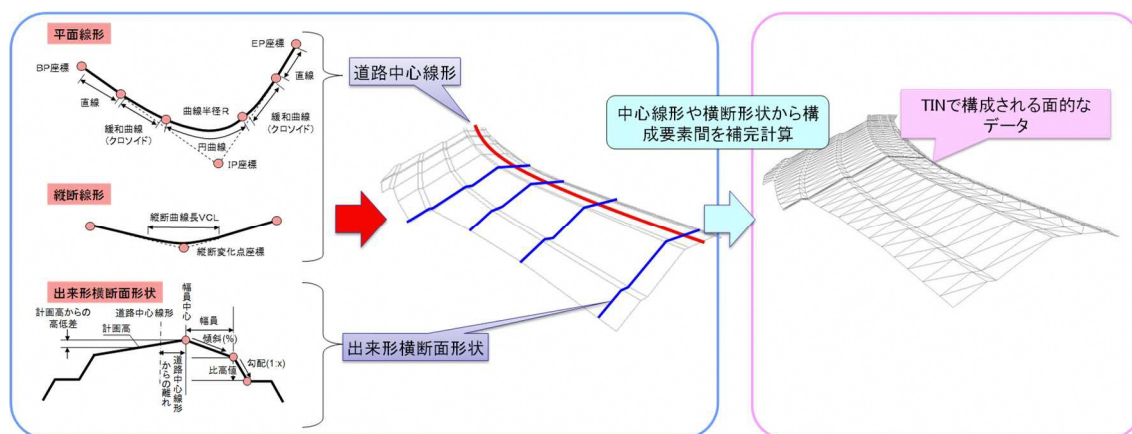 平面線形
BP座標
EP座標
直線
直線
曲線半径R
緩和曲線
(クロソイド)
緩和曲線
(クロソイド)
円曲線
IP座標
縦断線形
縦断曲線長VCL
縦断変化点座標
出来形横断面形状
計画高からの
高低差
道路中心線形
計画高
幅員中心
幅員
傾斜(%)
勾配(1:x)
比高値
道路中心線形
からの離れ
道路中心線形
出来形横断面形状
中心線形や横断形状から構
成要素間を補完計算
TINで構成される面的な
データ